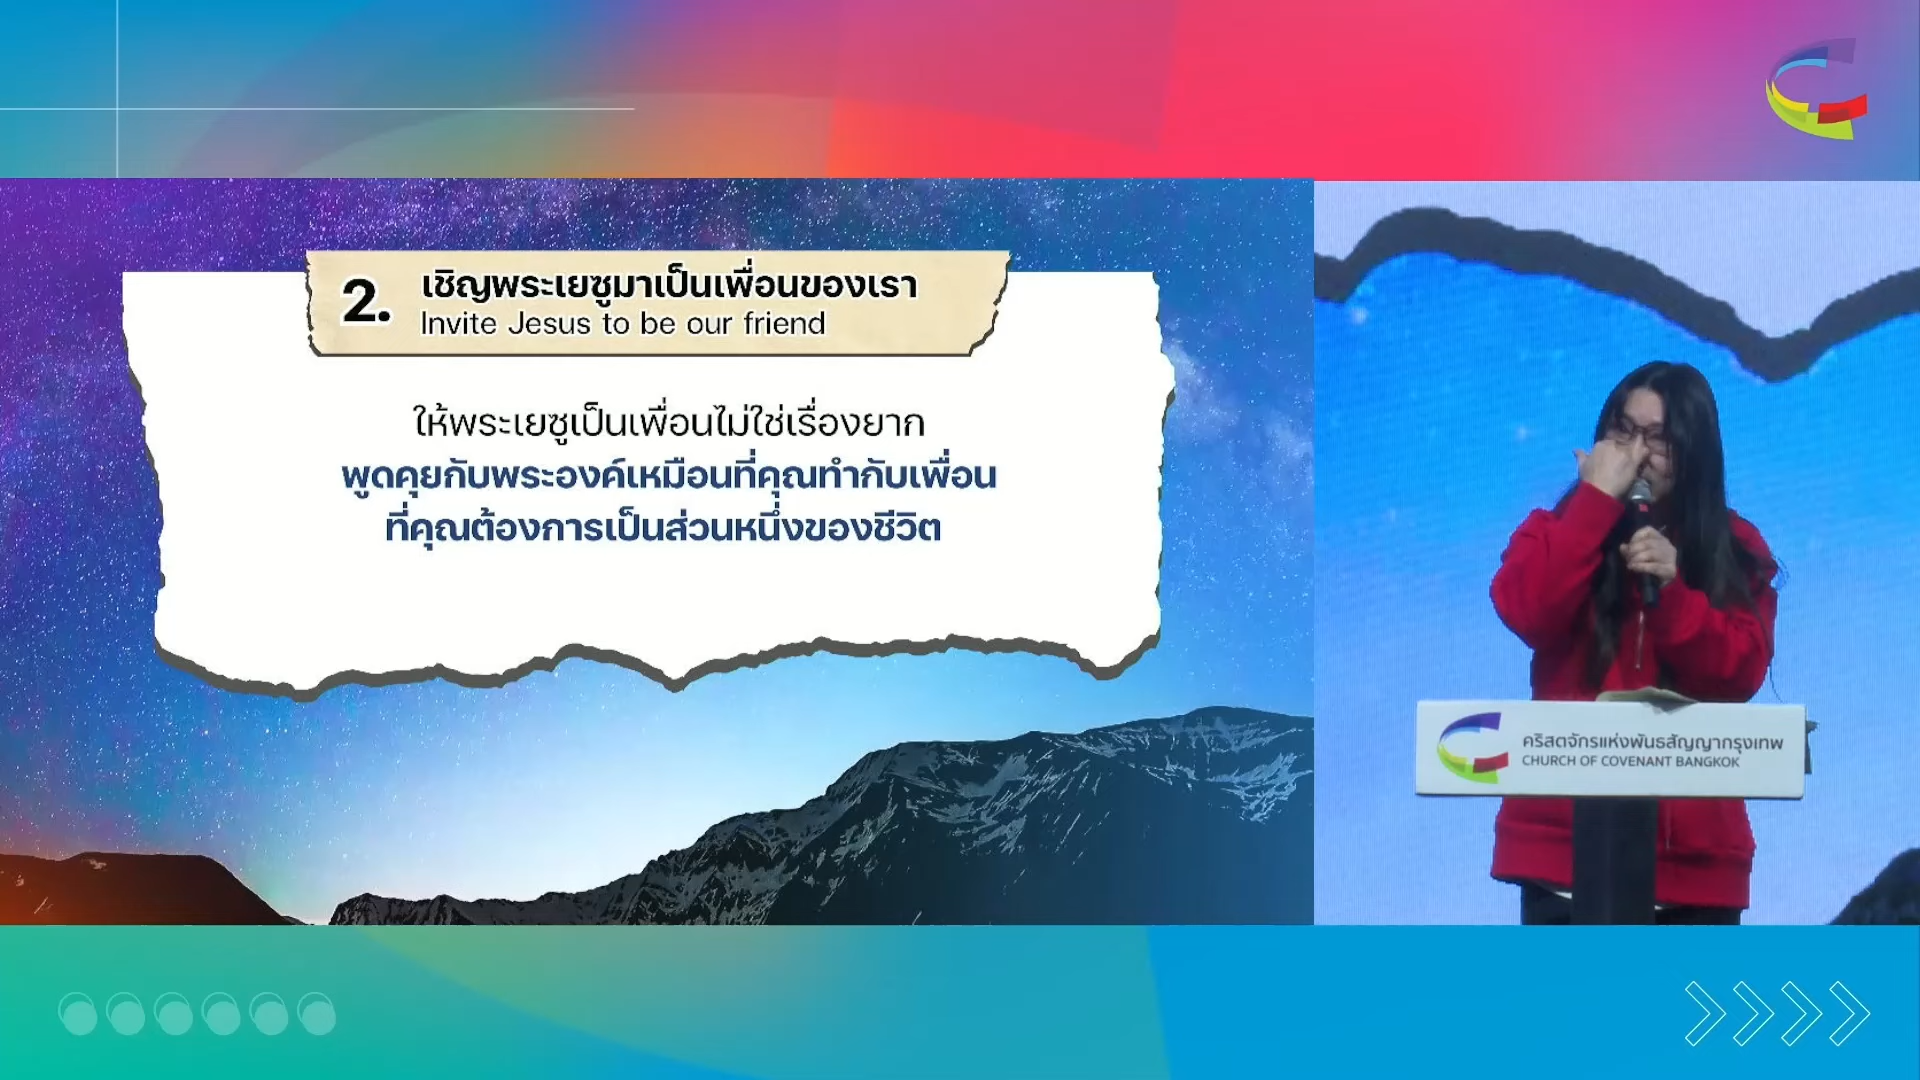 2. เชิญพระเยซูมาเป็นเพื่อนของเรา
Invite Jesus to be our friend
ให้พระเยซูเป็นเพื่อนไม่ใช่เรื่องยาก
พูดคุยกับพระองค์เหมือนที่คุณทำกับเพื่อน
ที่คุณต้องการเป็นส่วนหนึ่งของชีวิต
คริสตจักรแห่งพันธสัญญากรุงเทพ
CHURCH OF COVENANT BANGKOK